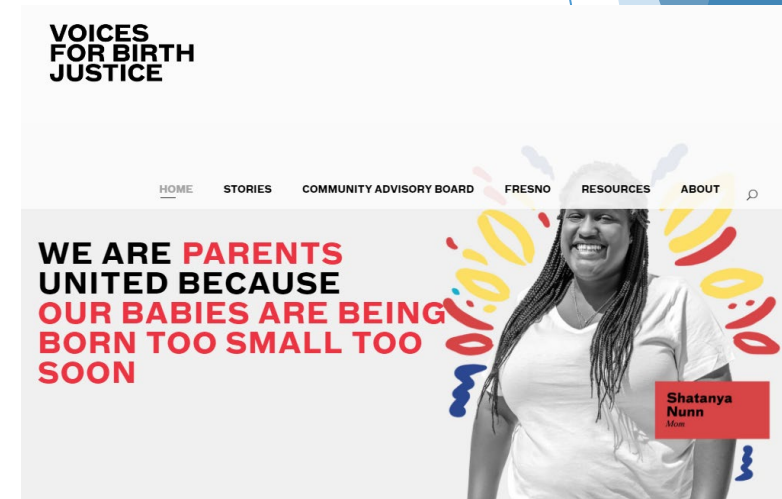 VOICES
FOR BIRTH
JUSTICE
HOME STORIES COMMUNITY ADVISORY BOARD FRESNO RESOURCES ABOUT
WE ARE PARENTS
UNITED BECAUSE
OUR BABIES ARE BEING
BORN TOO SMALL TOO
SOON
Shatanya
Nunn
Mom